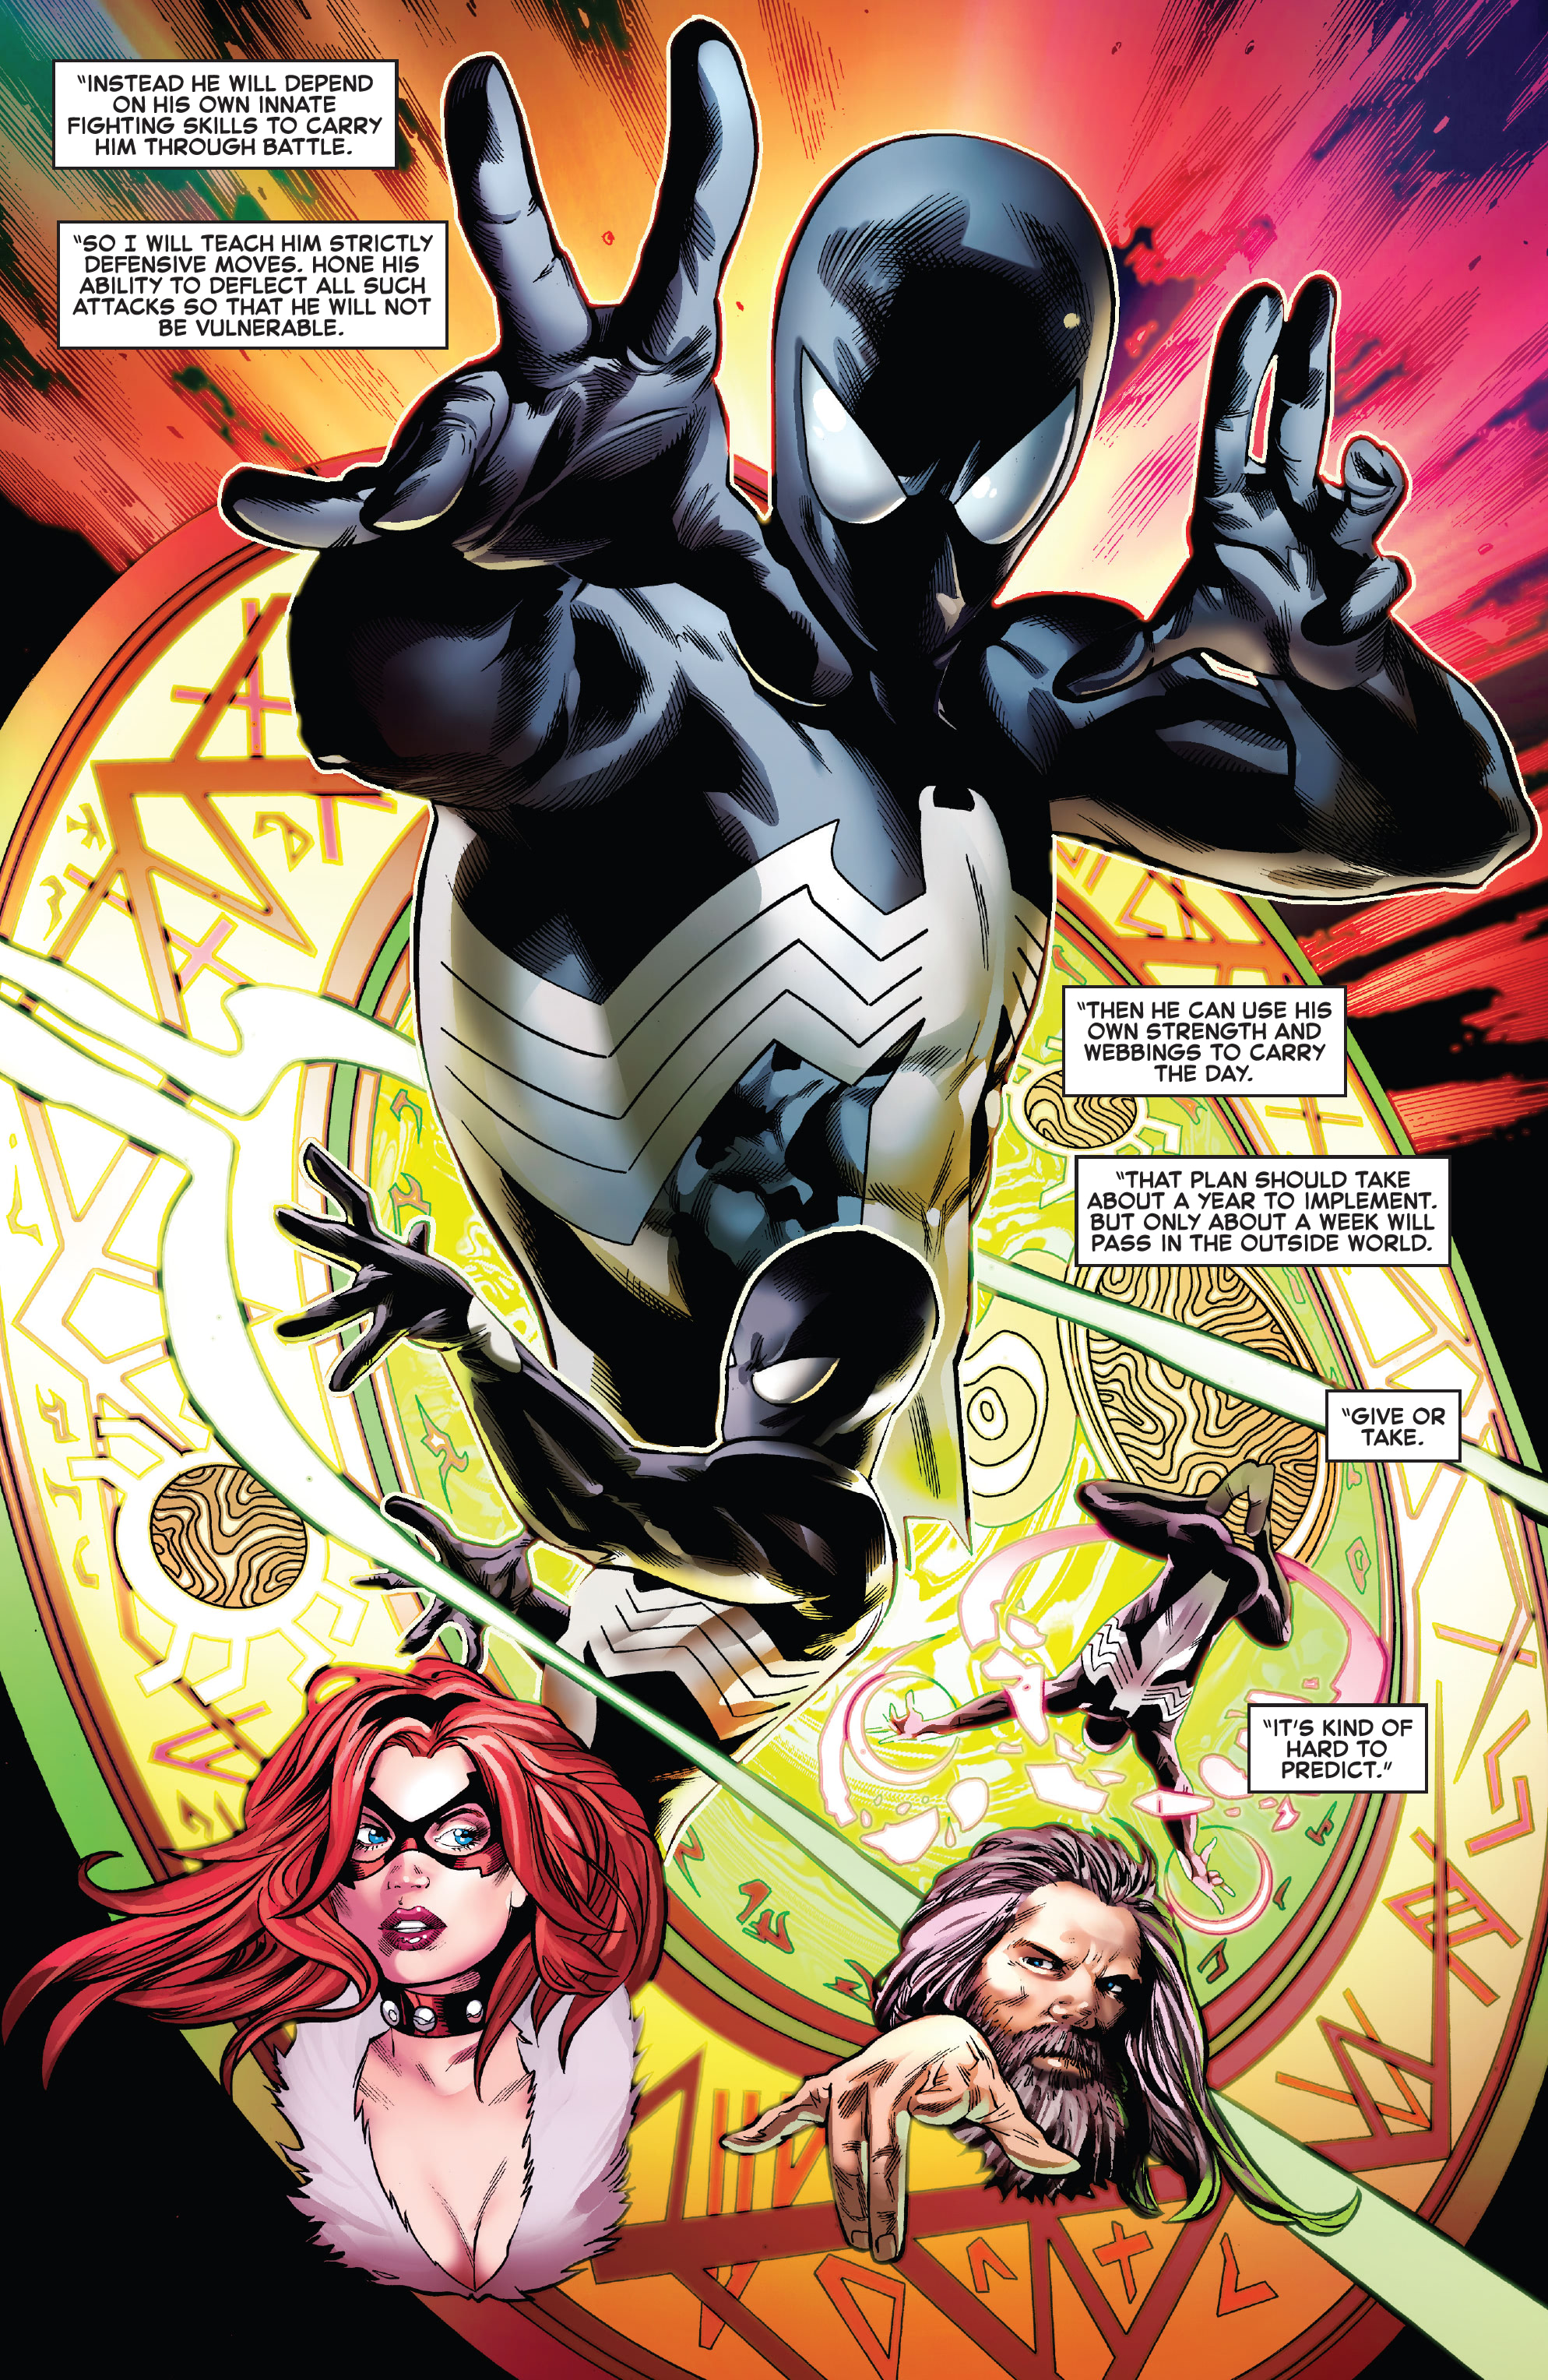 "INSTEAD HE WILL DEPEND
ON HIS OWN INNATE
FIGHTING SKILLS TO CARRY
HIM THROUGH BATTLE.
"SO I WILL TEACH HIM STRICTLY
DEFENSIVE MOVES. HONE HIS
ABILITY TO DEFLECT ALL SUCH
ATTACKS SO THAT HE WILL NOT
BE VULNERABLE.
"THEN HE CAN USE HIS
OWN STRENGTH AND
WEBBINGS TO CARRY
THE DAY.
"THAT PLAN SHOULD TAKE
ABOUT A YEAR TO IMPLEMENT.
BUT ONLY ABOUT A WEEK WILL
PASS IN THE OUTSIDE WORLD.
"GIVE OR
TAKE.
"IT'S KIND OF
HARD TO
PREDICT."